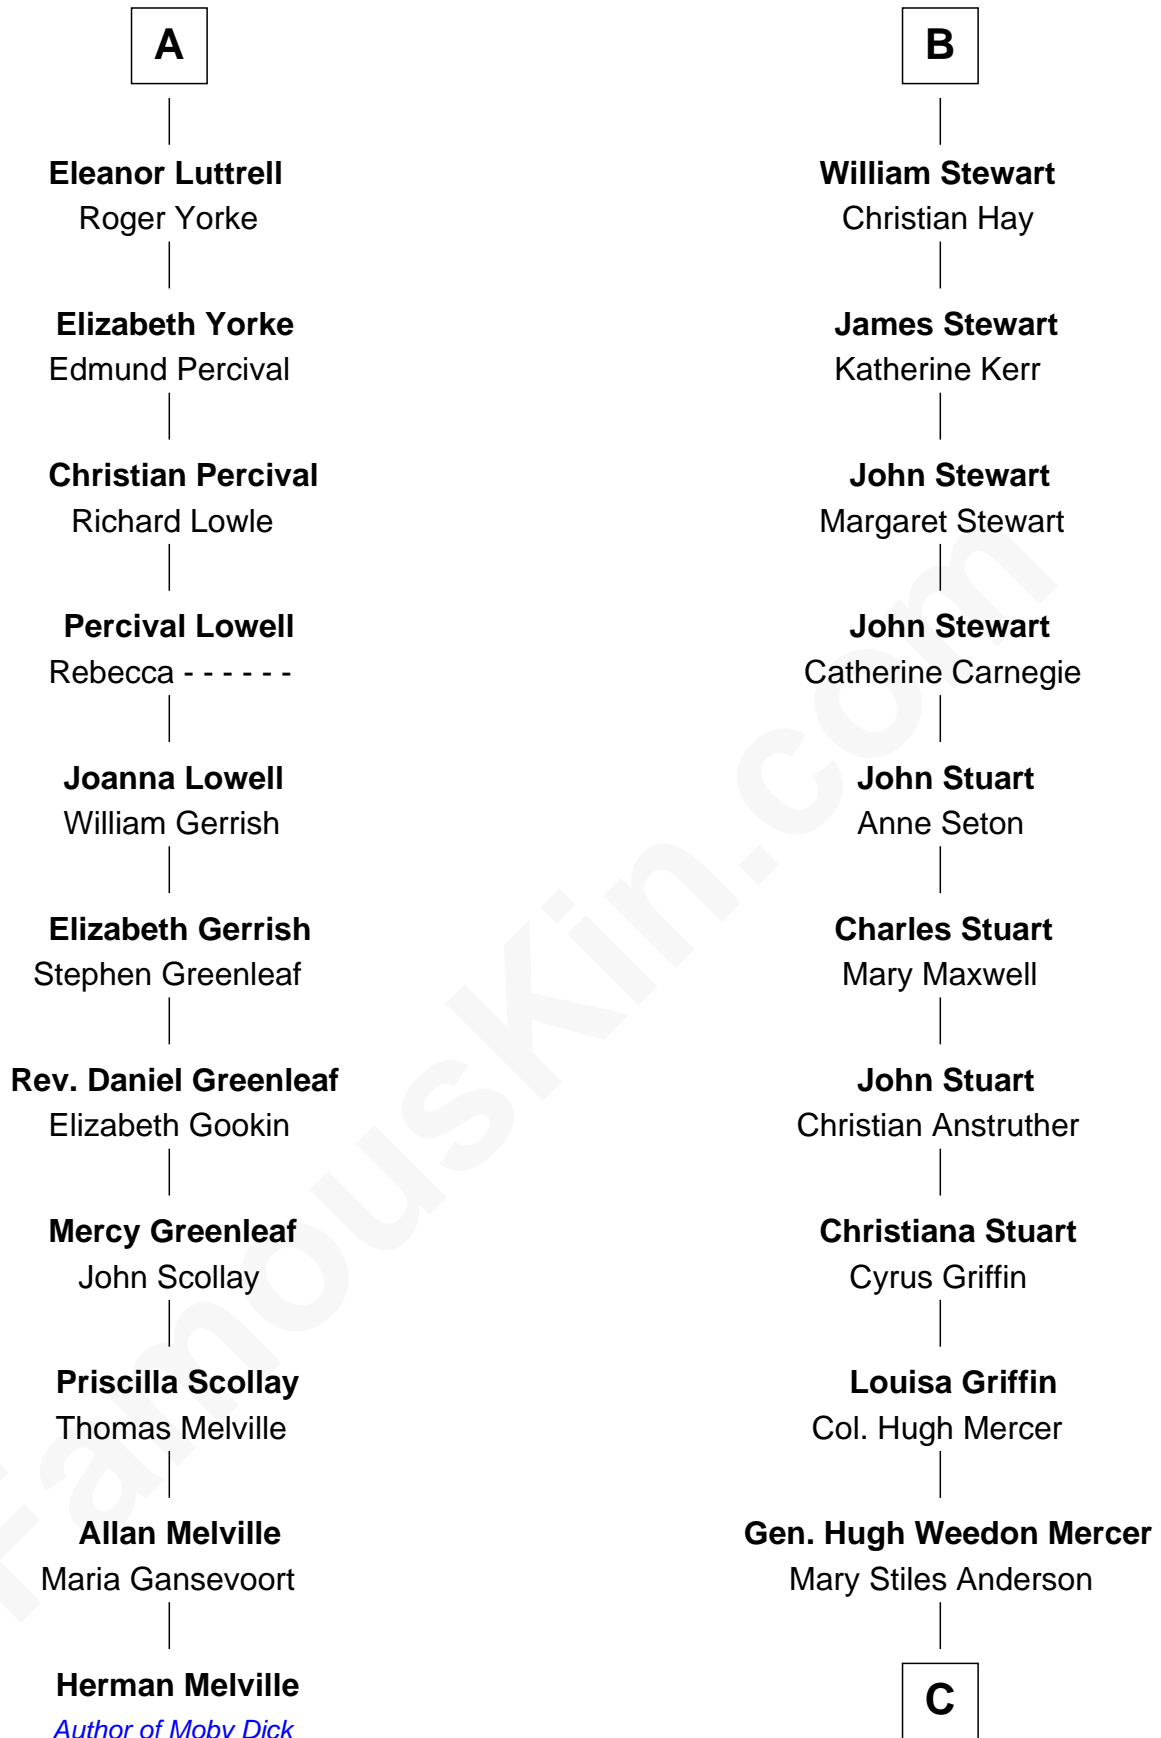 A
Eleanor Luttrell
Roger Yorke
Elizabeth Yorke
Edmund Percival
Christian Percival
Richard Lowle
Percival Lowell
Rebecca - - - - - -
Joanna Lowell
William Gerrish
Elizabeth Gerrish
Stephen Greenleaf
Rev. Daniel Greenleaf
Elizabeth Gookin
Mercy Greenleaf
John Scollay
Priscilla Scollay
Thomas Melville
Allan Melville
Maria Gansevoort
Herman Melville
Author of Moby Dick
B
William Stewart
Christian Hay
James Stewart
Katherine Kerr
John Stewart
Margaret Stewart
John Stewart
Catherine Carnegie
John Stuart
Anne Seton
Charles Stuart
Mary Maxwell
John Stuart
Christian Anstruther
Christiana Stuart
Cyrus Griffin
Louisa Griffin
Col. Hugh Mercer
Gen. Hugh Weedon Mercer
Mary Stiles Anderson
C
FamousKin.com